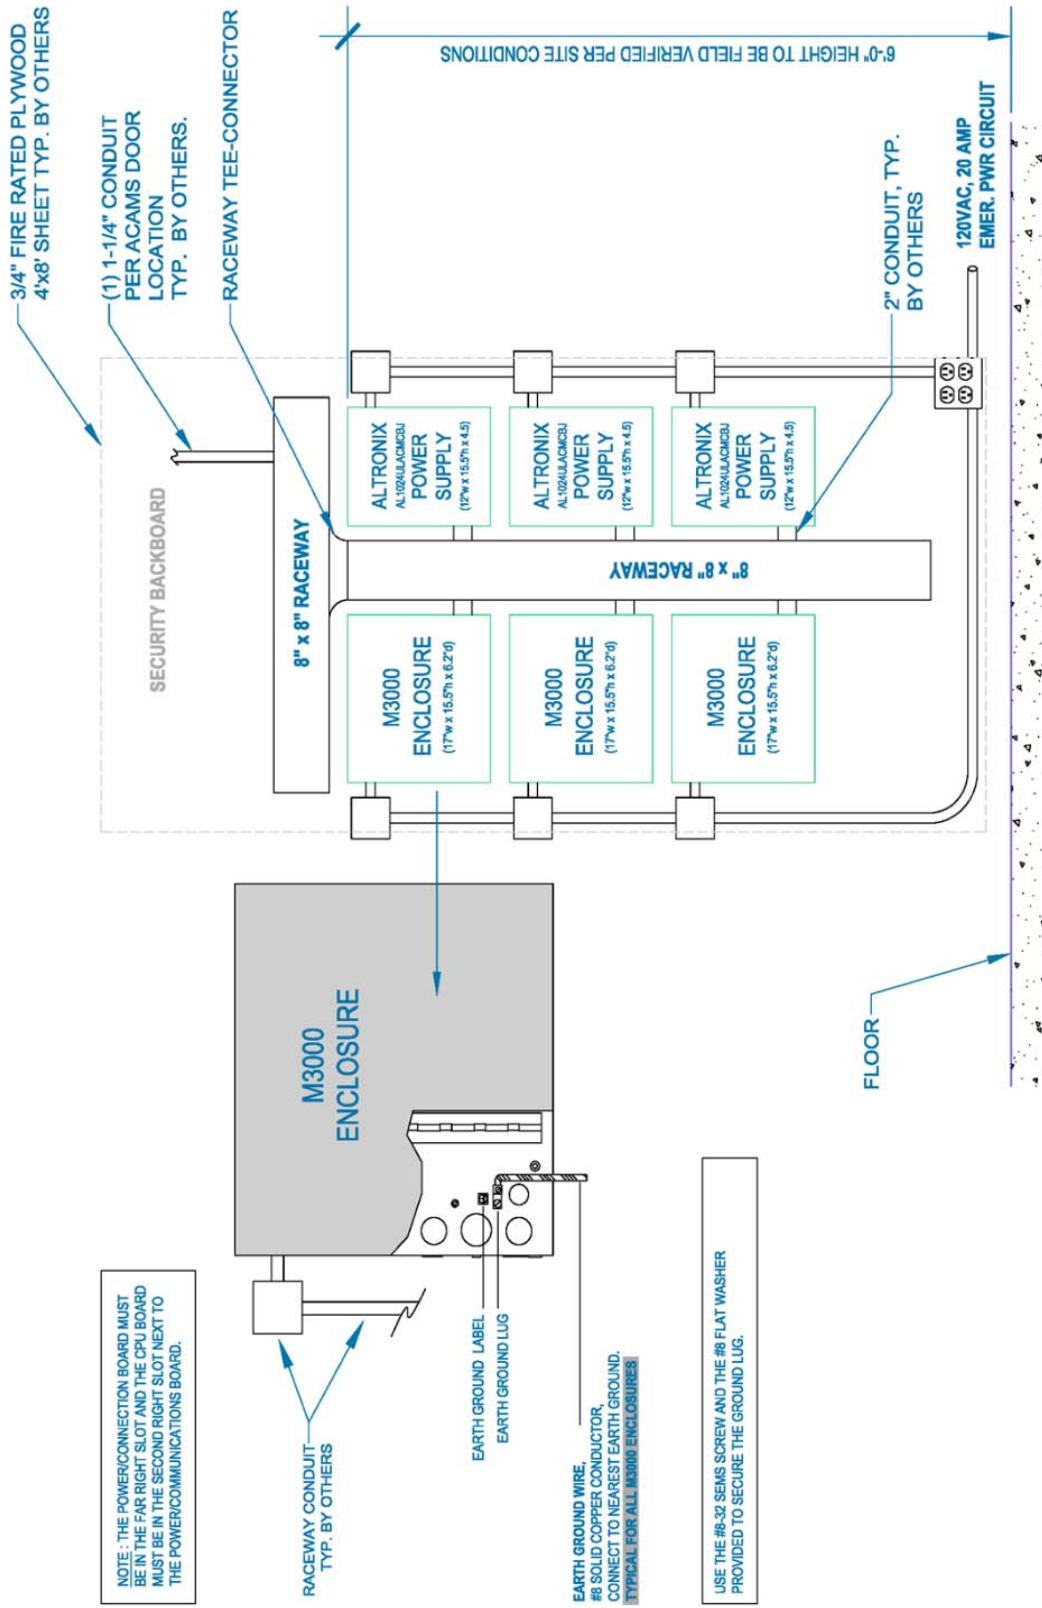 3/4" FIRE RATED PLYWOOD
4'x8' SHEET TYP. BY OTHERS
(1) 1-1/4" CONDUIT
PER ACAMS DOOR
LOCATION
TYP. BY OTHERS.
RACEWAY TEE-CONNECTOR
6'-0" HEIGHT TO BE FIELD VERIFIED PER SITE CONDITIONS
SECURITY BACKBOARD
8" x 8" RACEWAY
8" x 8" RACEWAY
ALTRONIX
AL1024ULACMCBJ
POWER
SUPPLY
(12"w x 15.5"h x 4.5)
ALTRONIX
AL1024ULACMCBJ
POWER
SUPPLY
(12"w x 15.5"h x 4.5)
ALTRONIX
AL1024ULACMCBJ
POWER
SUPPLY
(12"w x 15.5"h x 4.5)
M3000
ENCLOSURE
(17"w x 15.5"h x 6.2"d)
M3000
ENCLOSURE
(17"w x 15.5"h x 6.2"d)
M3000
ENCLOSURE
(17"w x 15.5"h x 6.2"d)
2" CONDUIT, TYP.
BY OTHERS
120VAC, 20 AMP
EMER. PWR CIRCUIT
FLOOR
M3000
ENCLOSURE
NOTE : THE POWER/CONNECTION BOARD MUST
BE IN THE FAR RIGHT SLOT AND THE CPU BOARD
MUST BE IN THE SECOND RIGHT SLOT NEXT TO
THE POWER/COMMUNICATIONS BOARD.
RACEWAY CONDUIT
TYP. BY OTHERS
EARTH GROUND LABEL
EARTH GROUND LUG
EARTH GROUND WIRE,
#8 SOLID COPPER CONDUCTOR,
CONNECT TO NEAREST EARTH GROUND.
TYPICAL FOR ALL M3000 ENCLOSURES
USE THE #8-32 SEMS SCREW AND THE #8 FLAT WASHER
PROVIDED TO SECURE THE GROUND LUG.